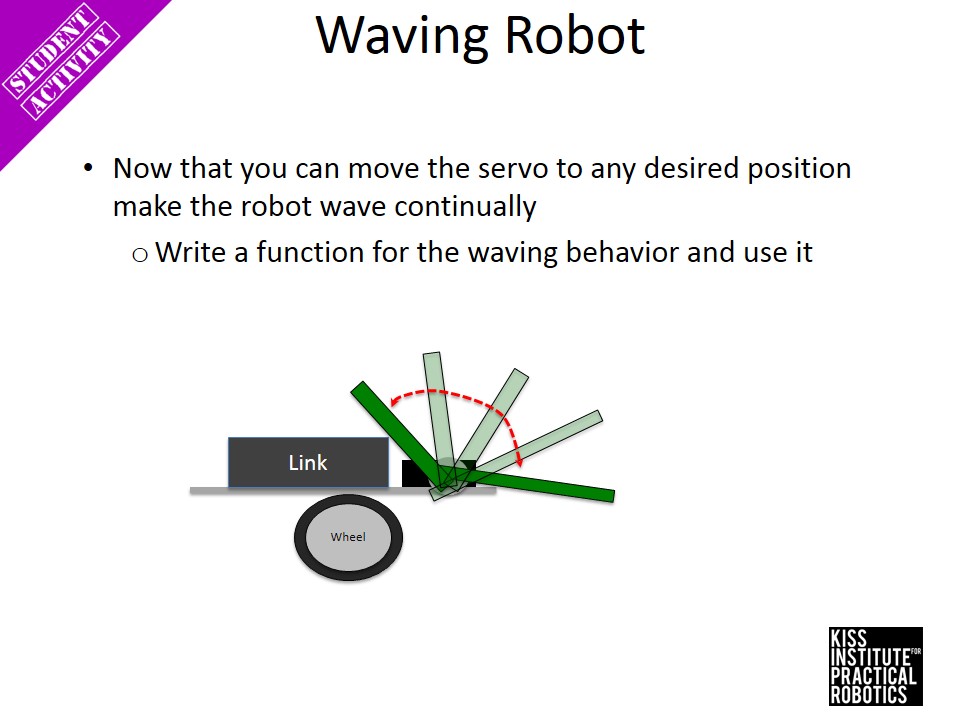 STUDENT
ACTIVITY
Waving Robot
• Now that you can move the servo to any desired position
make the robot wave continually
o Write a function for the waving behavior and use it
Link
Wheel
KISS
INSTITUTE FOR
PRACTICAL
ROBOTICS